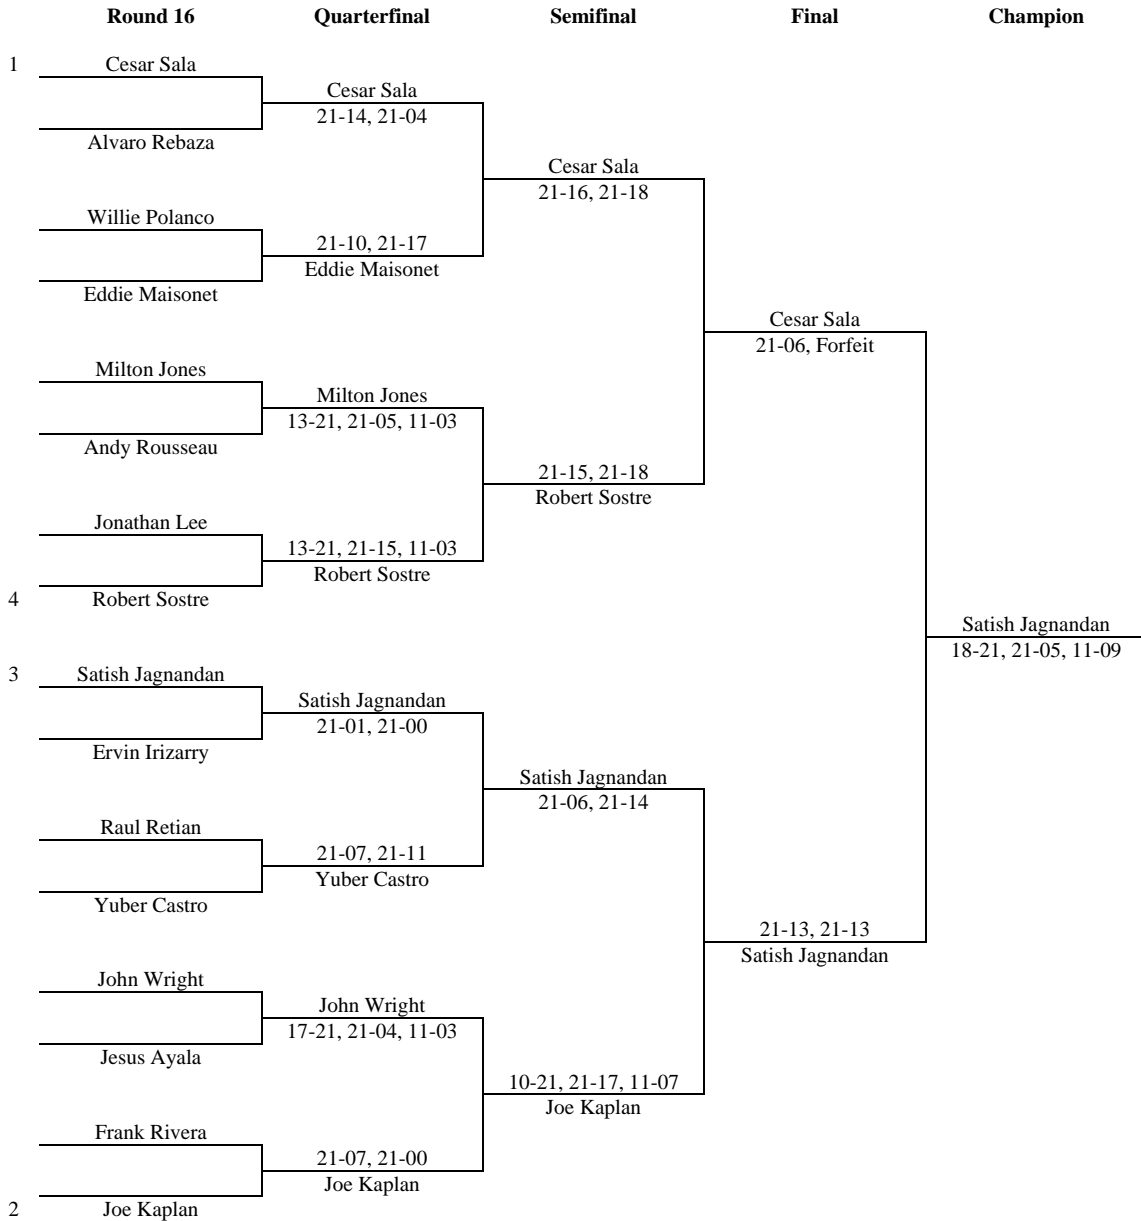 Round 16 Quarterfinal Semifinal Final Champion
1 Cesar Sala
Cesar Sala
21-14, 21-04
Alvaro Rebaza
Cesar Sala
21-16, 21-18
Willie Polanco
21-10, 21-17
Eddie Maisonet
Eddie Maisonet
Cesar Sala
21-06, Forfeit
Milton Jones
Milton Jones
13-21, 21-05, 11-03
Andy Rousseau
21-15, 21-18
Robert Sostre
Jonathan Lee
13-21, 21-15, 11-03
Robert Sostre
4 Robert Sostre
Satish Jagnandan
18-21, 21-05, 11-09
3 Satish Jagnandan
Satish Jagnandan
21-01, 21-00
Ervin Irizarry
Satish Jagnandan
21-06, 21-14
Raul Retian
21-07, 21-11
Yuber Castro
Yuber Castro
21-13, 21-13
Satish Jagnandan
John Wright
John Wright
17-21, 21-04, 11-03
Jesus Ayala
10-21, 21-17, 11-07
Joe Kaplan
Frank Rivera
21-07, 21-00
Joe Kaplan
2 Joe Kaplan